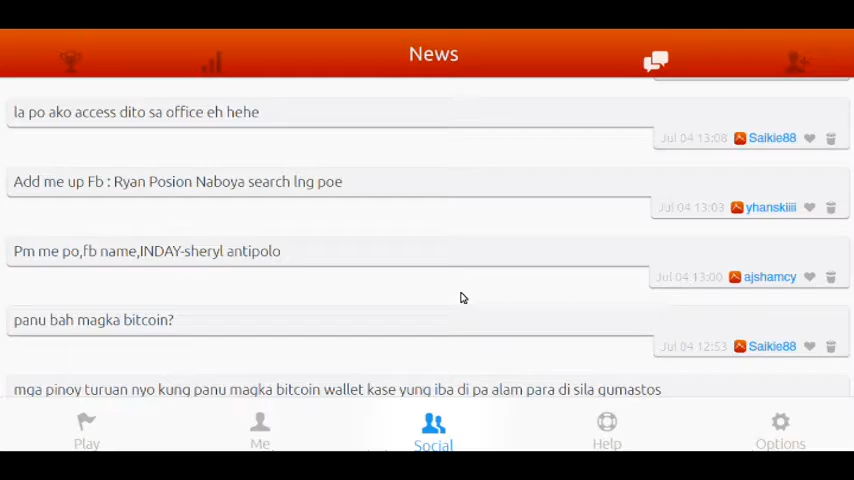 News
la po ako access dito sa office eh hehe
Jul 04 13:08 Saikie88
Add me up Fb : Ryan Posion Naboya search lng poe
Jul 04 13:03 yhanskiiii
Pm me po,fb name,INDAY-sheryl antipolo
Jul 04 13:00 ajshamcy
panu bah magka bitcoin?
Jul 04 12:53 Saikie88
mga pinoy turuan nyo kung panu magka bitcoin wallet kase yung iba di pa alam para di sila gumastos
Play Me Social Help Options